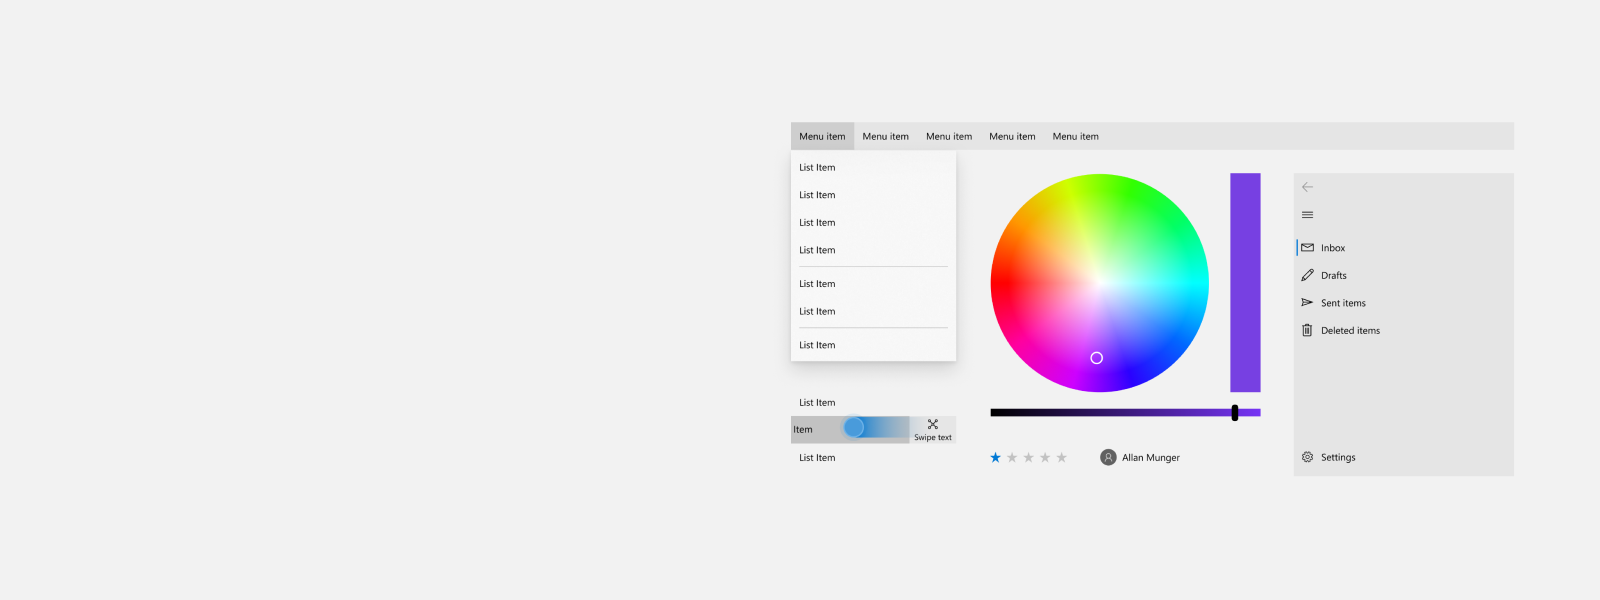 Menu item Menu item Menu item Menu item Menu item
List Item
List Item
List Item
List Item
List Item
List Item
List Item
List Item
Item
Swipe text
List Item
Allan Munger
Inbox
Drafts
Sent items
Deleted items
Settings